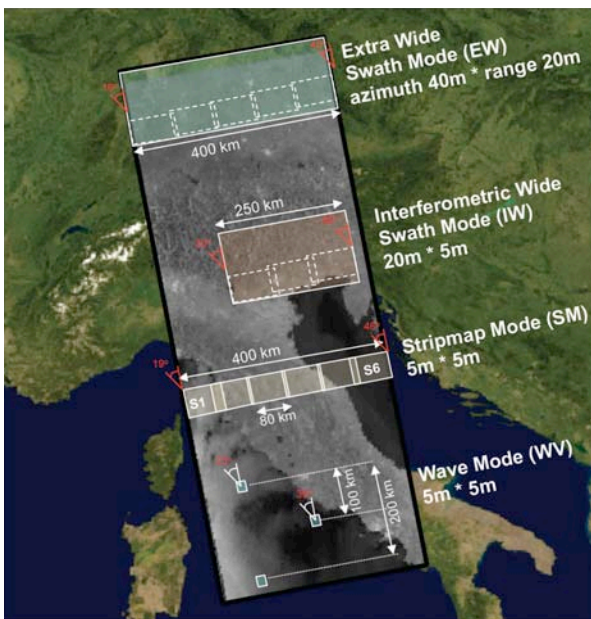 Extra Wide
Swath Mode (EW)
azimuth 40m * range 20m
400 km
250 km
Interferometric Wide
Swath Mode (IW)
20m * 5m
400 km
Stripmap Mode (SM)
5m * 5m
19º
S1
S6
80 km
Wave Mode (WV)
5m * 5m
100 km
200 km